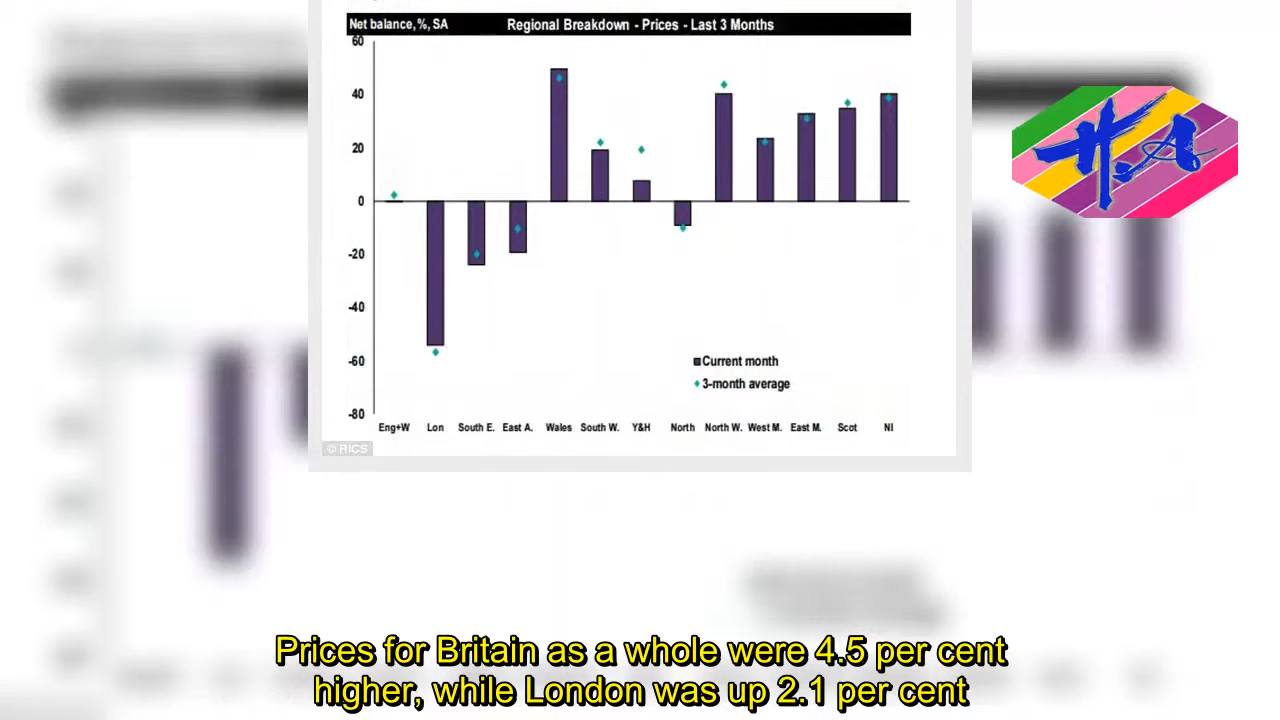 Net balance, %, SA Regional Breakdown - Prices - Last 3 Months
60
40
20
0
-20
-40
-60
-80
Current month
3-month average
Eng+W Lon South E. East A. Wales South W. Y&H North North W. West M. East M. Scot NI
© RICS
H.A
Prices for Britain as a whole were 4.5 per cent
higher, while London was up 2.1 per cent